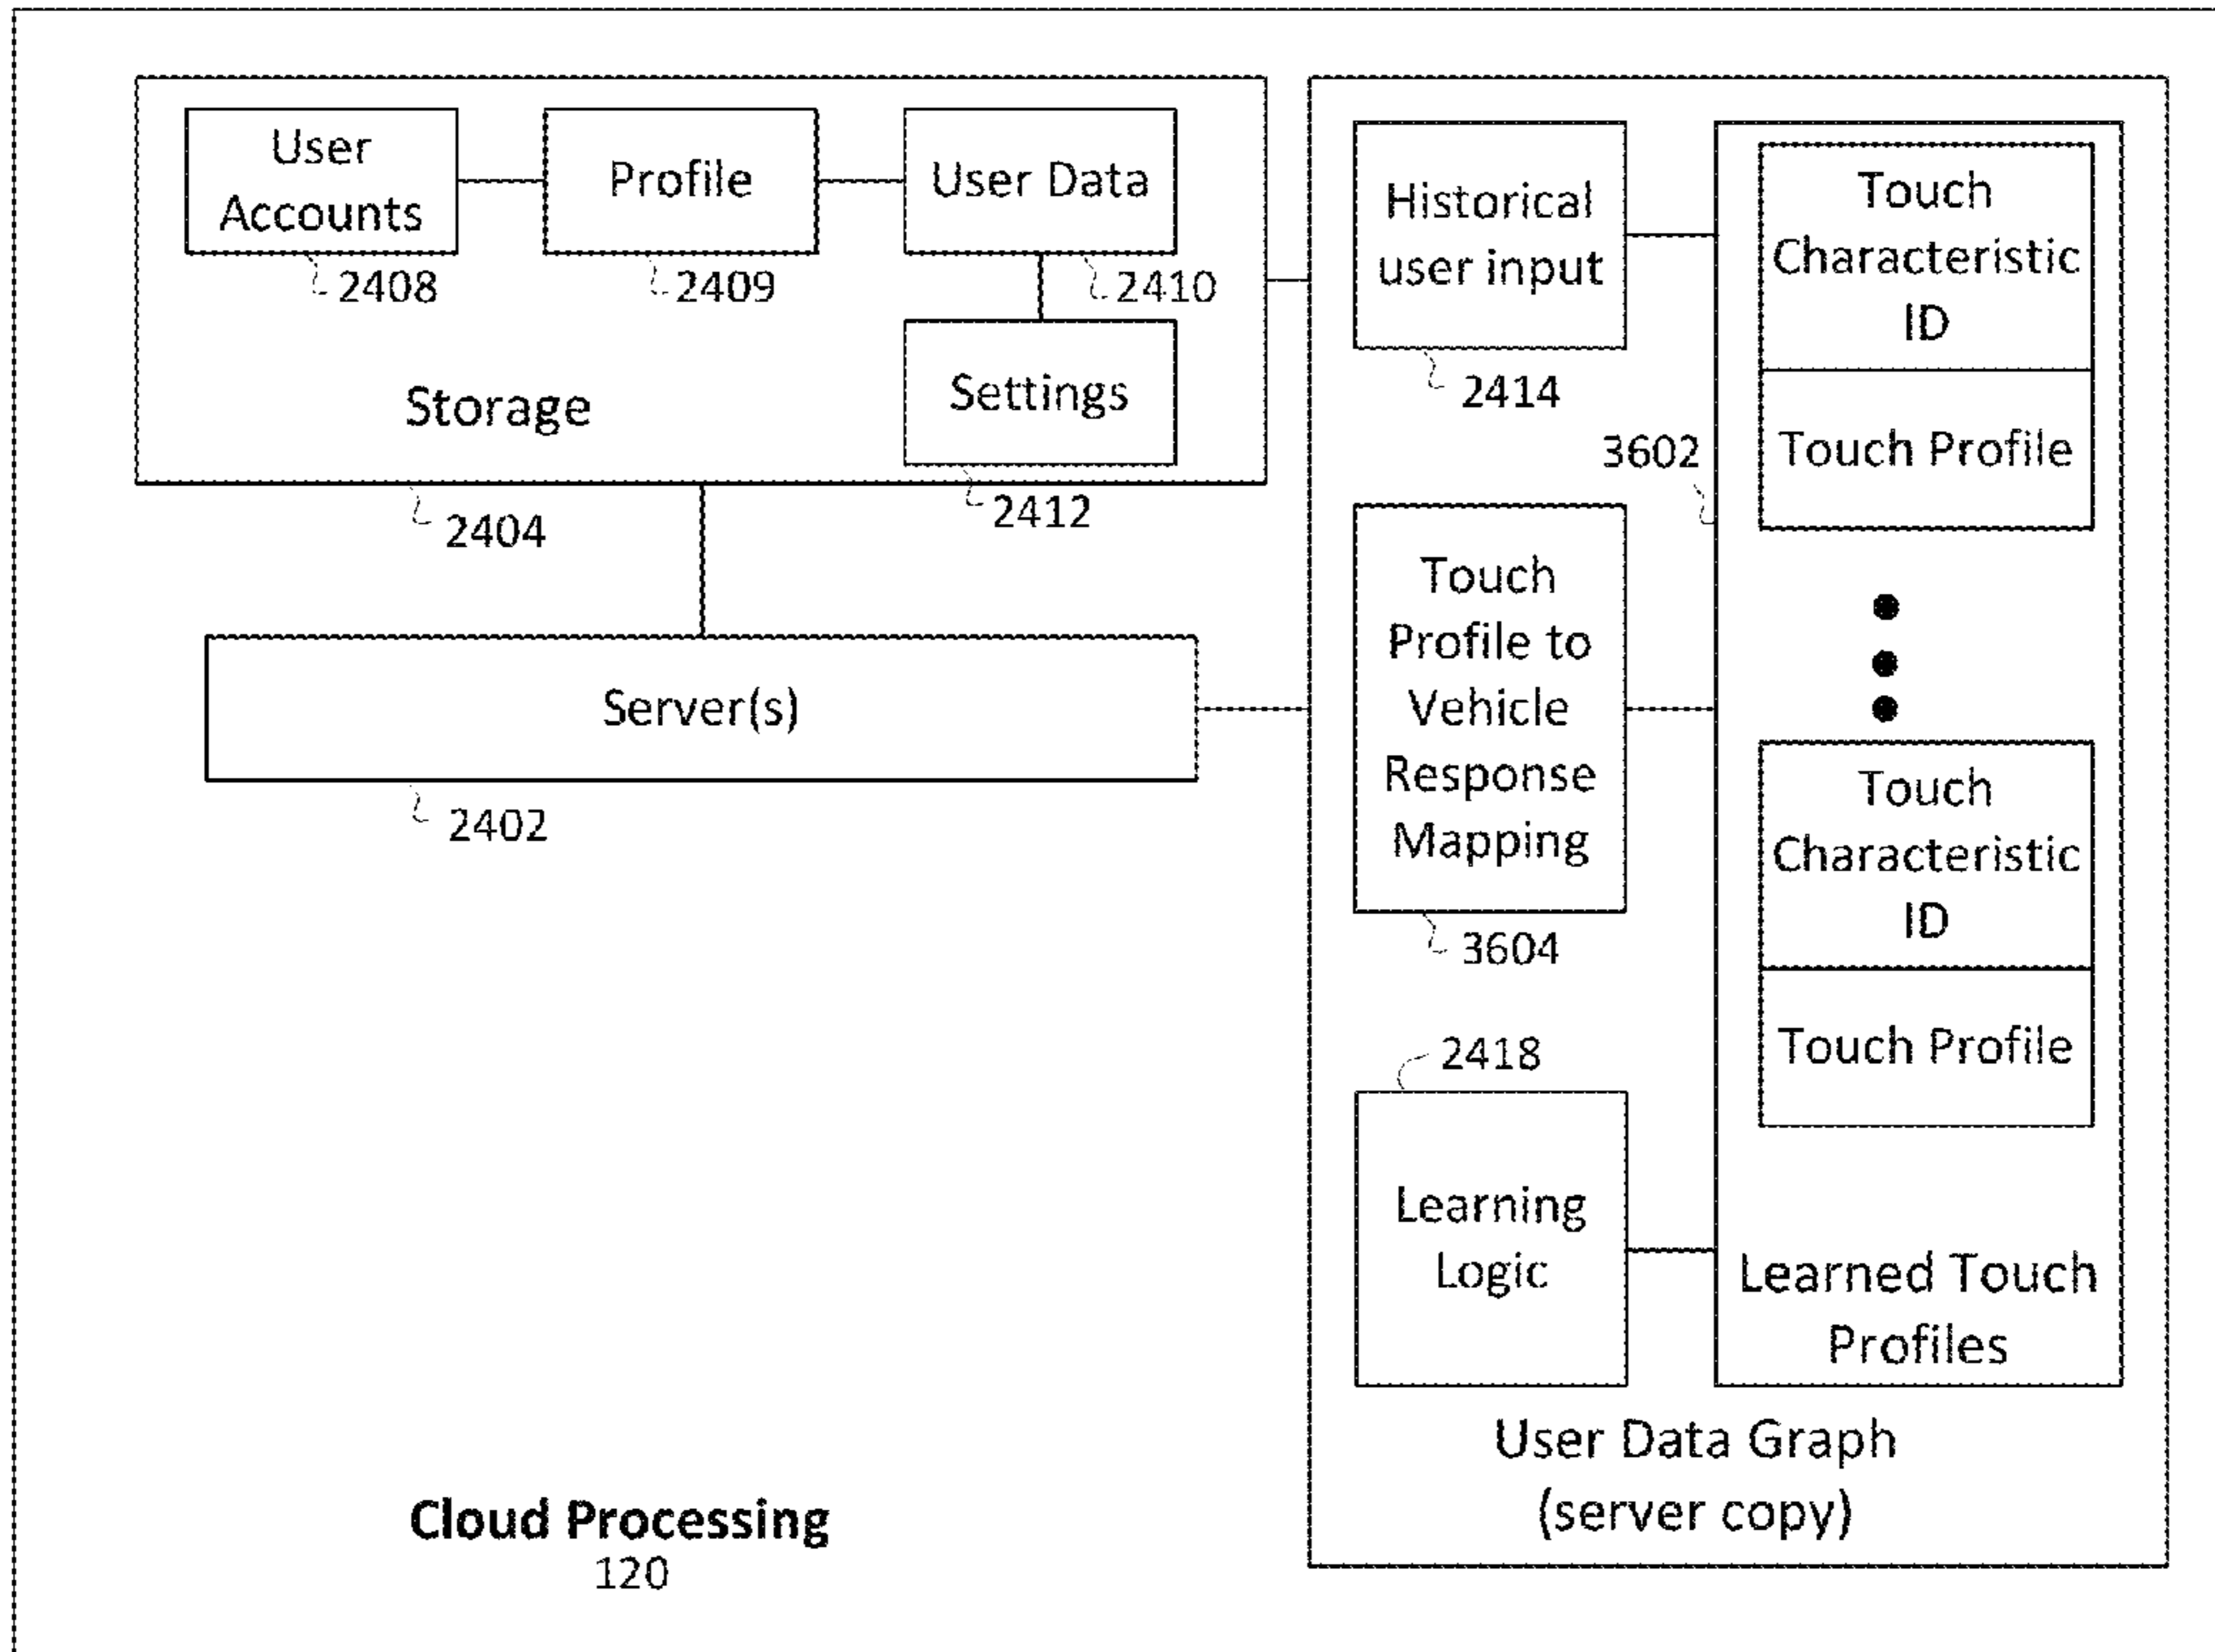 User
Accounts
2408
Profile
2409
User Data
2410
Settings
2412
Storage
2404
Server(s)
2402
Historical
user input
2414
Touch
Profile to
Vehicle
Response
Mapping
3604
2418
Learning
Logic
3602
Touch
Characteristic
ID
Touch Profile
Touch
Characteristic
ID
Touch Profile
Learned Touch
Profiles
User Data Graph
(server copy)
Cloud Processing
120